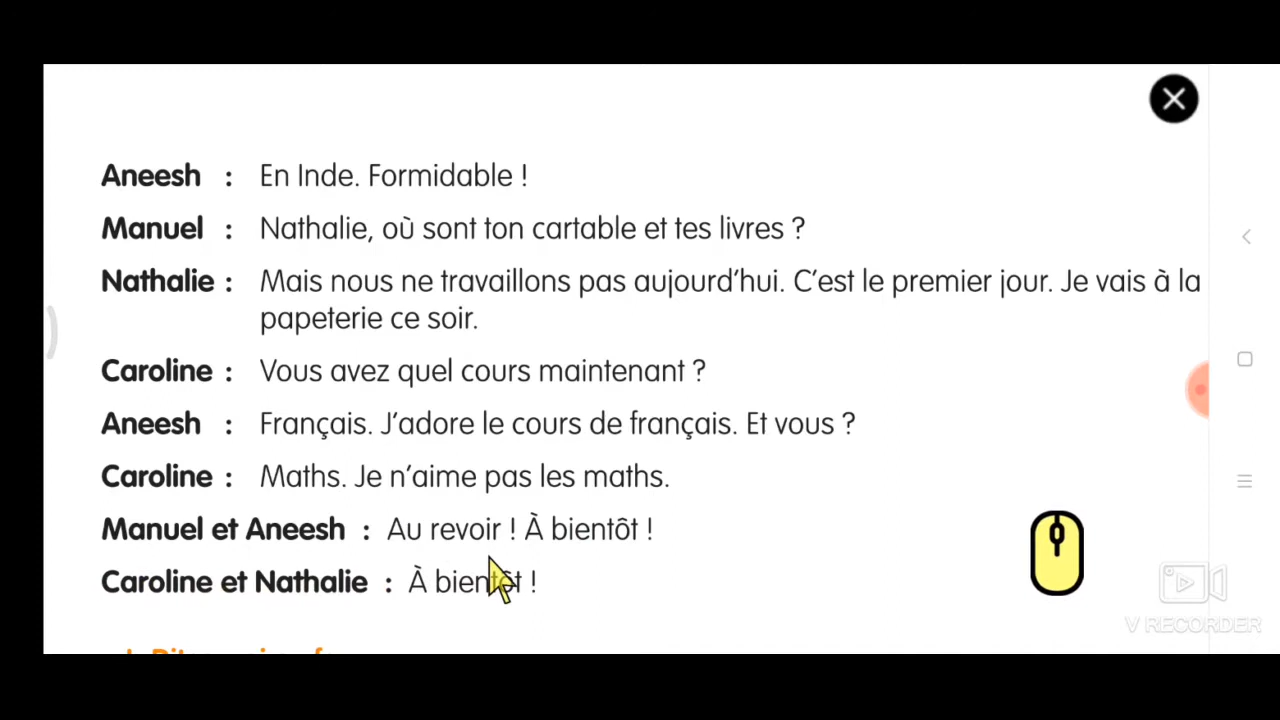 Aneesh : En Inde. Formidable !
Manuel : Nathalie, où sont ton cartable et tes livres ?
Nathalie : Mais nous ne travaillons pas aujourd'hui. C'est le premier jour. Je vais à la
papeterie ce soir.
Caroline : Vous avez quel cours maintenant ?
Aneesh : Français. J'adore le cours de français. Et vous ?
Caroline : Maths. Je n'aime pas les maths.
Manuel et Aneesh : Au revoir ! À bientôt !
Caroline et Nathalie : À bientôt !
V RECORDER